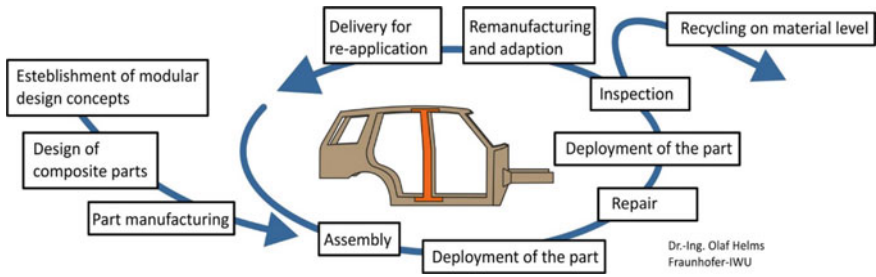 Esteblishment of modular
design concepts
Design of
composite parts
Part manufacturing
Assembly
Deployment of the part
Repair
Deployment of the part
Inspection
Recycling on material level
Remanufacturing
and adaption
Delivery for
re-application
Dr.-Ing. Olaf Helms
Fraunhofer-IWU